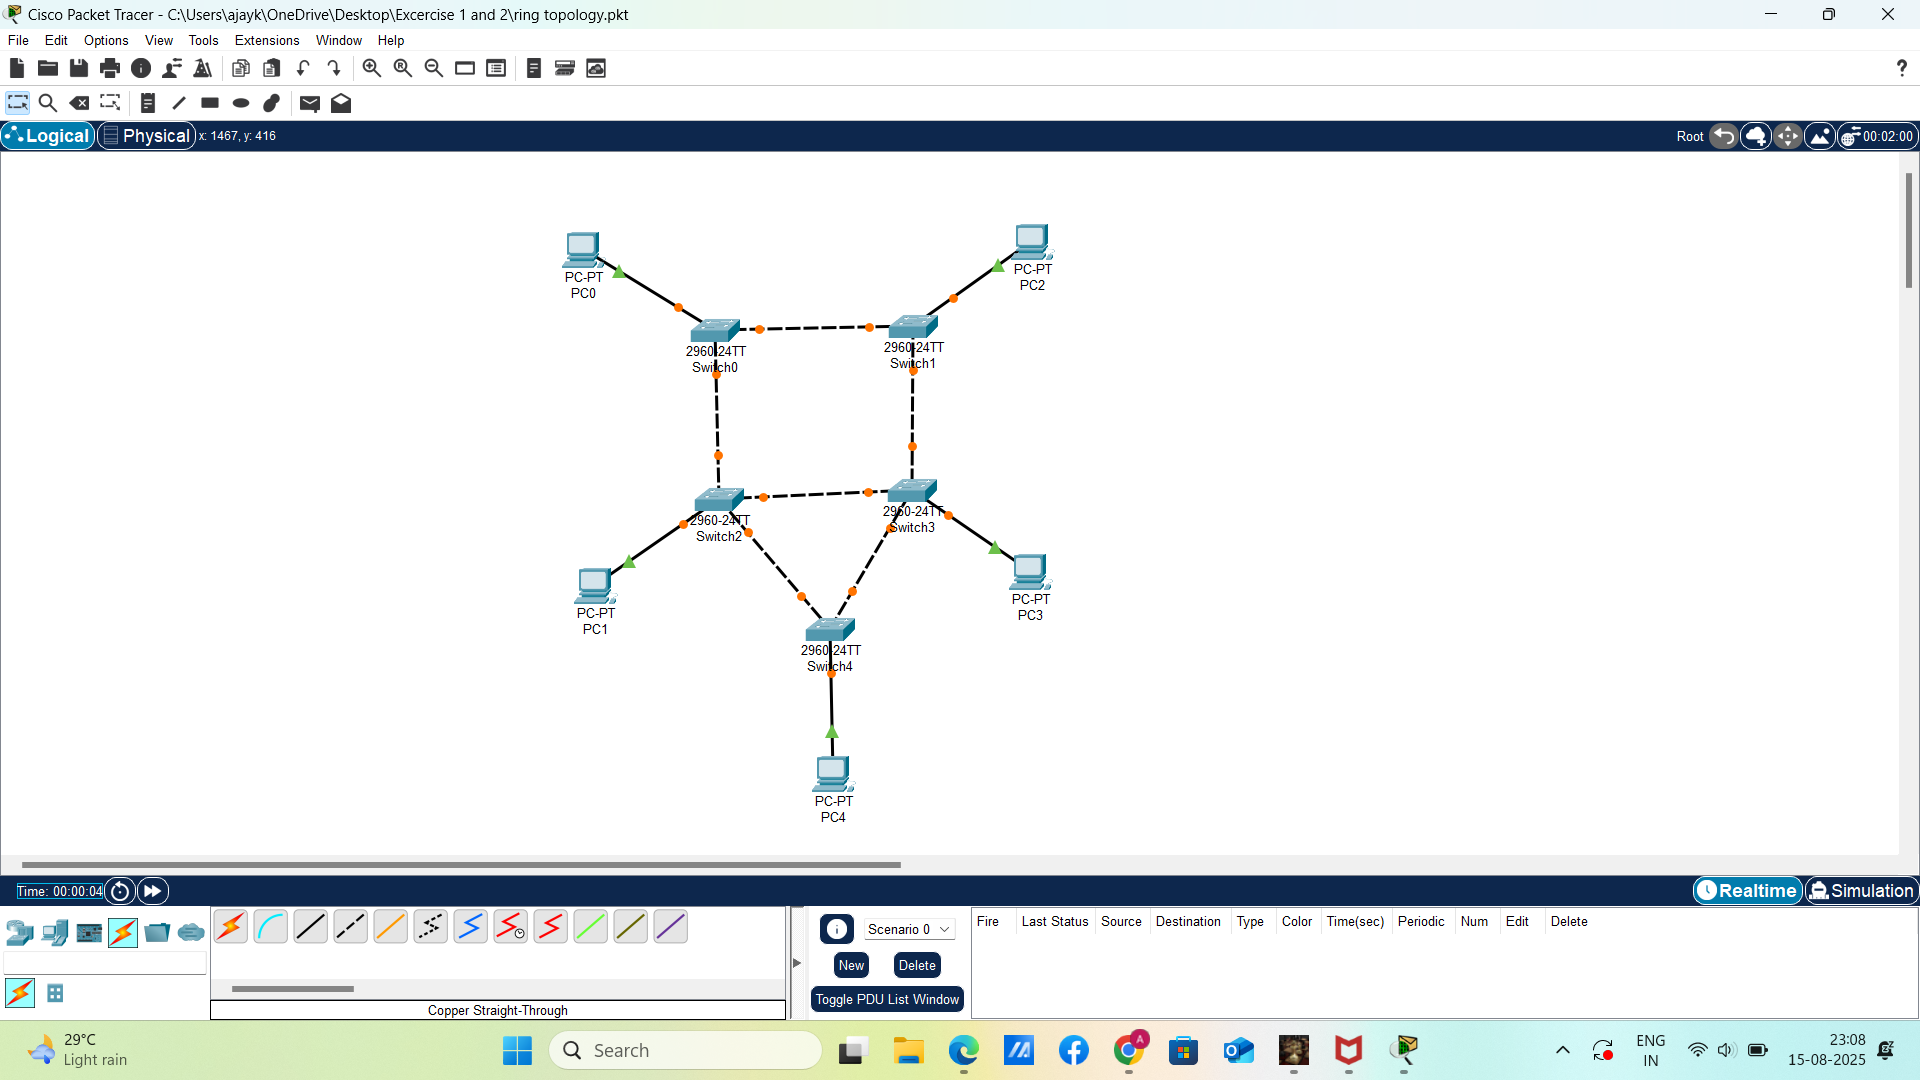 Cisco Packet Tracer - C:\Users\ajayk\OneDrive\Desktop\Excercise 1 and 2\ring topology.pkt
File Edit Options View Tools Extensions Window Help
?
Logical Physical x: 1467, y: 416 Root 00:02:00
PC-PT
PC0
PC-PT
PC2
2960-24TT
Switch0
2960-24TT
Switch1
2960-24TT
Switch2
2960-24TT
Switch3
PC-PT
PC1
PC-PT
PC3
2960-24TT
Switch4
PC-PT
PC4
Time: 00:00:04 Realtime Simulation
Scenario 0
New Delete
Toggle PDU List Window
Fire Last Status Source Destination Type Color Time(sec) Periodic Num Edit Delete
Copper Straight-Through
29°C
Light rain
Search
A
ENG
IN
23:08
15-08-2025